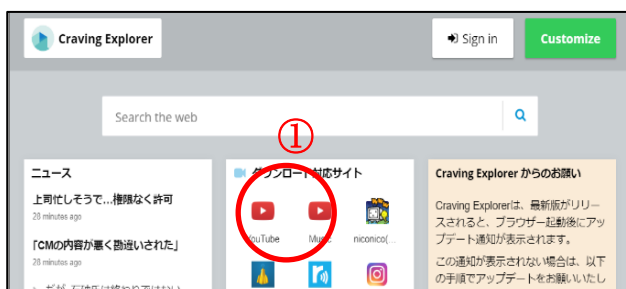 Craving Explorer
Sign in
Customize
Search the web
①
ニュース
上司忙しそうで...権限なく許可
28 minutes ago
「CMの内容が悪く勘違いされた」
28 minutes ago
ダウンロード対応サイト
YouTube
Music
niconico(...
Craving Explorer からのお願い
Craving Explorerは、最新版がリリー
スされると、ブラウザー起動後にアッ
プデート通知が表示されます。
この通知が表示されない場合は、以下
の手順でアップデートをお願いいたし